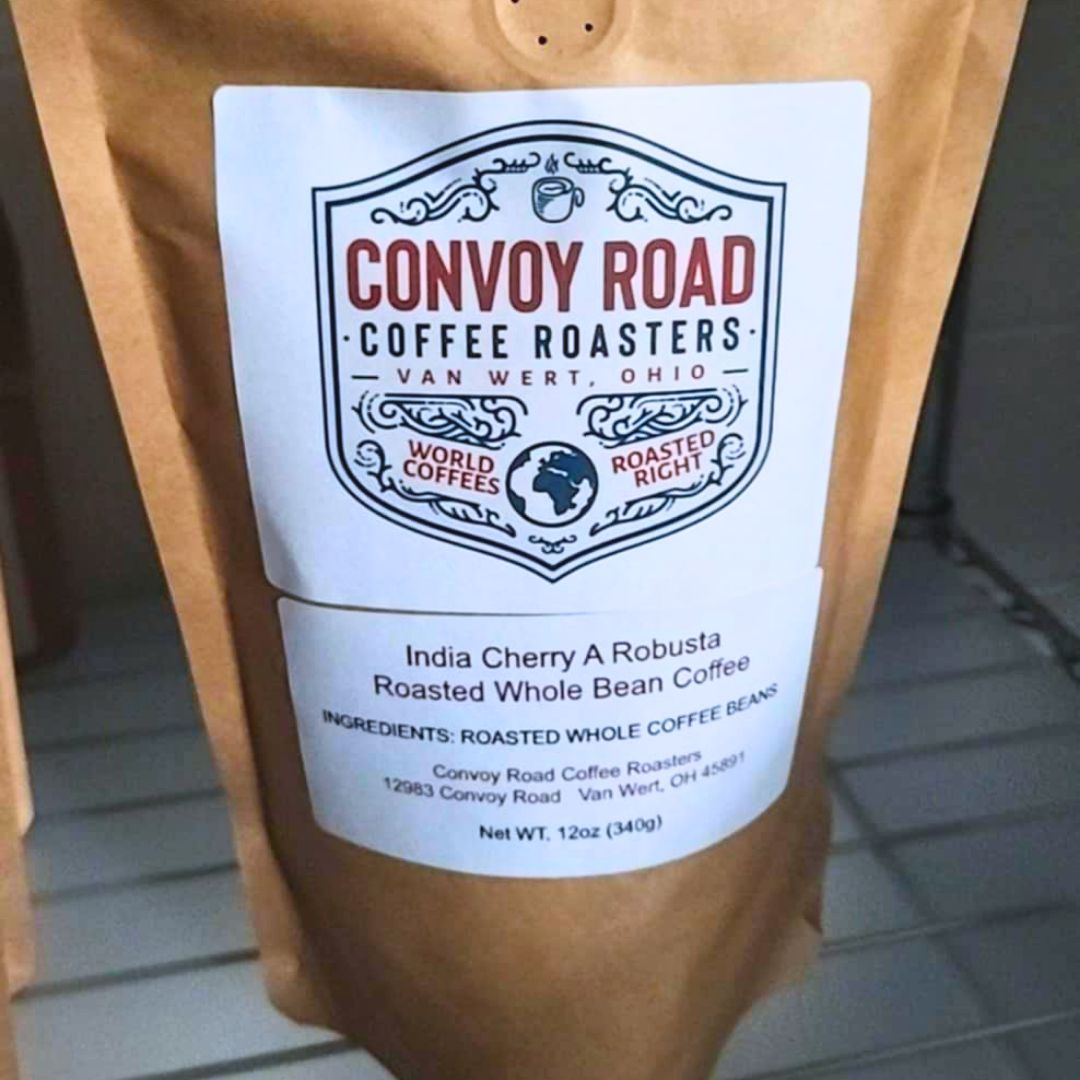 CONVOY ROAD
·COFFEE ROASTERS·
— VAN WERT, OHIO —
WORLD
COFFEES
ROASTED
RIGHT
India Cherry A Robusta
Roasted Whole Bean Coffee
INGREDIENTS: ROASTED WHOLE COFFEE BEANS
Convoy Road Coffee Roasters
12983 Convoy Road Van Wert, OH 45891
Net WT. 12oz (340g)